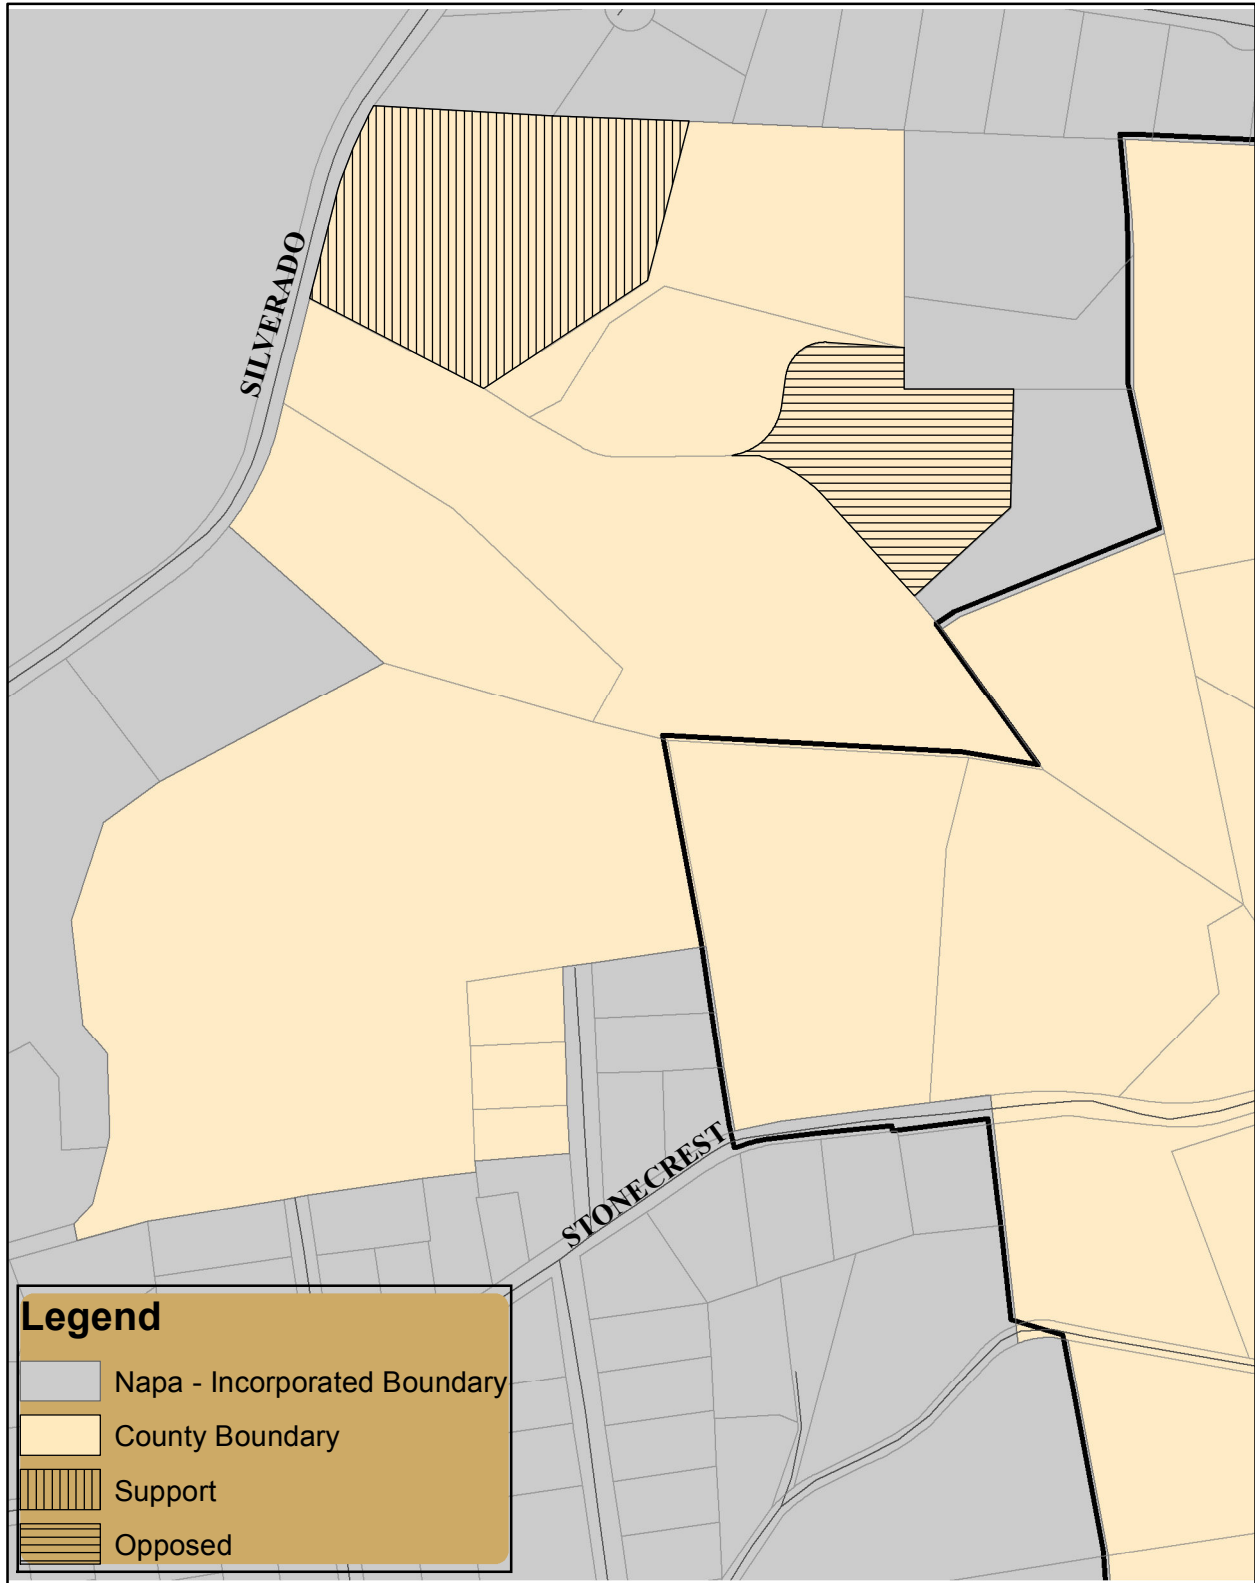 SILVERADO
STONECREST
Legend
Napa - Incorporated Boundary
County Boundary
Support
Opposed